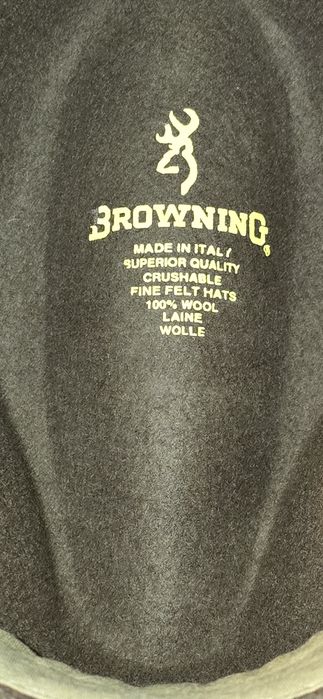 BROWNING
MADE IN ITALY
SUPERIOR QUALITY
CRUSHABLE
FINE FELT HATS
100% WOOL
LAINE
WOLLE